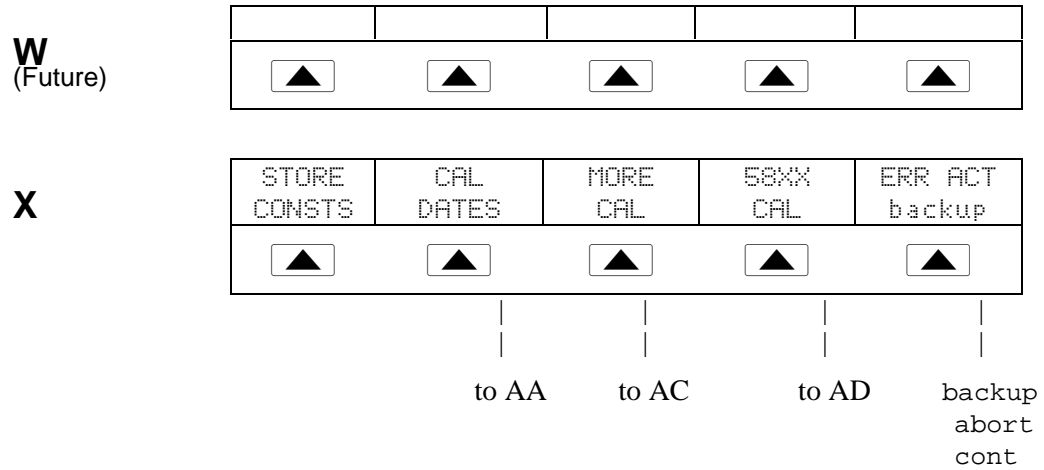 W
(Future)
X
STORE CAL MORE 58XX ERR ACT
CONSTS DATES CAL CAL backup
to AA to AC to AD backup
abort
cont